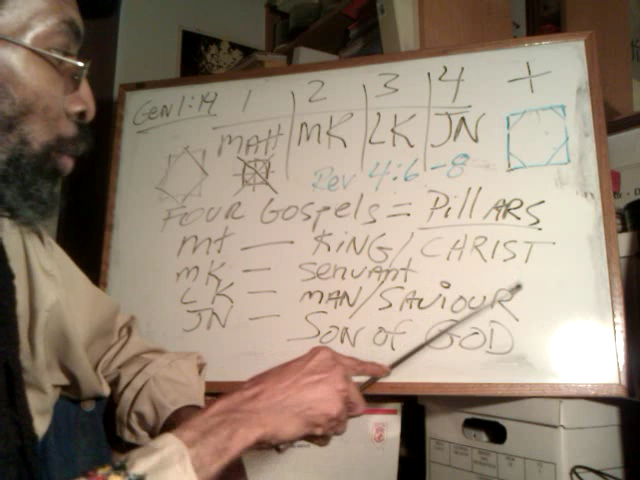 Gen 1:14 1 2 3 4 +
MATT MK LK JN
Rev 4:6-8
FOUR Gospels = PillARS
mt — KiNG/CHRIST
mK — servant
LK — mAN/SAViOUR
JN — SoN of GOD